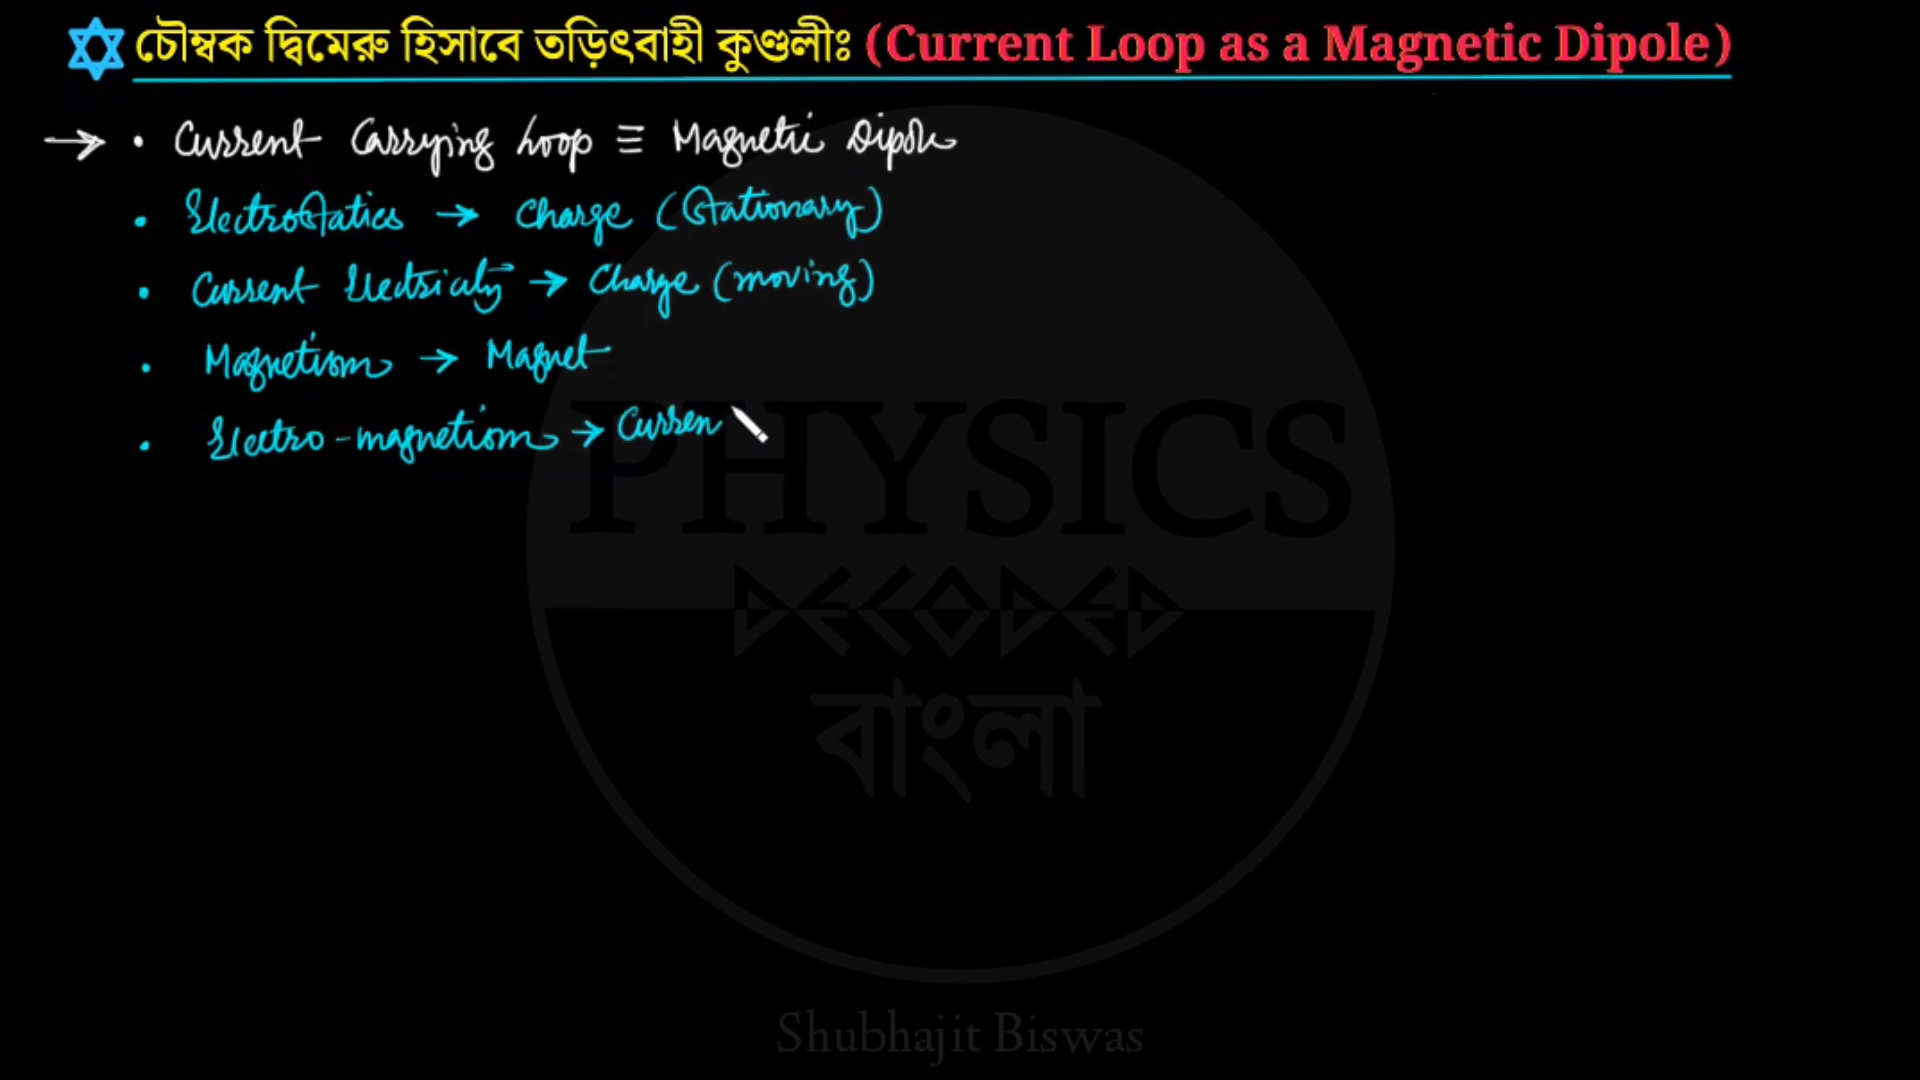 চৌম্বক দ্বিমেরু হিসাবে তড়িৎবাহী কুণ্ডলীঃ (Current Loop as a Magnetic Dipole)
→ • Current Carrying Loop ≡ Magnetic Dipole
• Electrostatics → Charge (Stationary)
• Current Electricity → Charge (moving)
• Magnetism → Magnet
• Electro-magnetism → Curren
PHYSICS
DECODED
বাংলা
Shubhajit Biswas